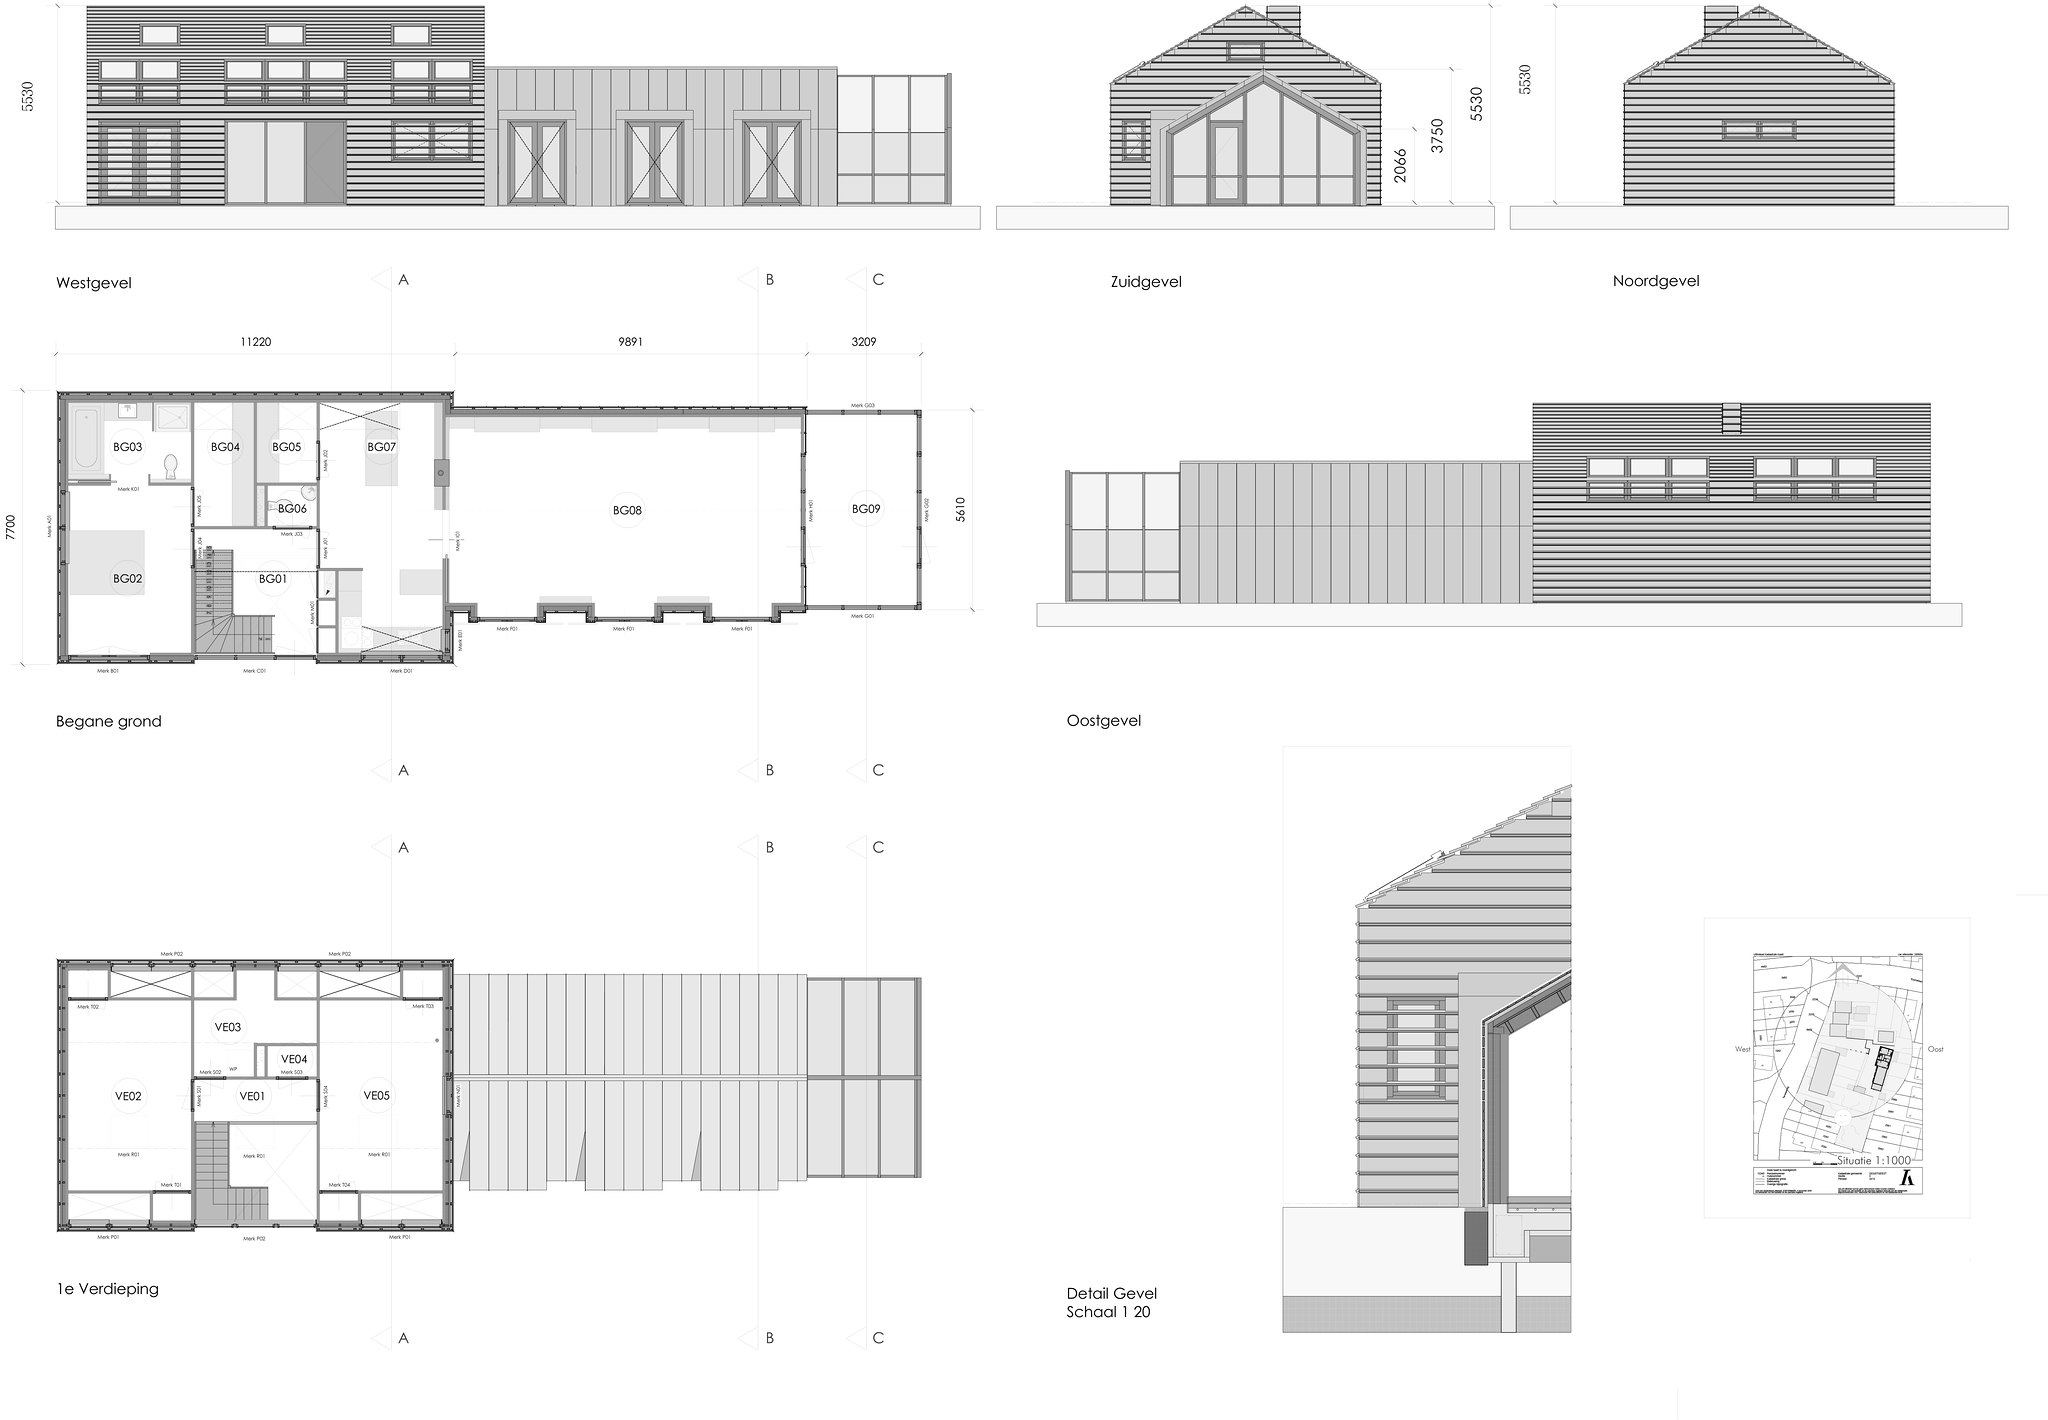 5530
5530
3750
2066
5530
Westgevel
A
B
C
Zuidgevel
Noordgevel
11220
9891
3209
7700
5610
BG03
BG04
BG05
BG07
BG06
BG08
BG09
BG02
BG01
Merk G03
Merk K01
Merk J02
Merk J05
Merk A01
Merk J03
Merk J04
Merk J01
Merk H01
Merk G02
Merk M01
Merk E01
Merk F01
Merk F01
Merk F01
Merk G01
Merk B01
Merk C01
Merk D01
Begane grond
Oostgevel
A
B
C
A
B
C
Merk P02
Merk P02
Merk T02
Merk T03
VE03
VE04
WP
Merk S02
Merk S03
Merk S01
Merk S04
Merk N01
VE02
VE01
VE05
Merk R01
Merk R01
Merk R01
Merk T01
Merk T04
Merk P01
Merk P02
Merk P01
1e Verdieping
A
B
C
Detail Gevel
Schaal 1 20
West
Oost
Situatie 1:1000